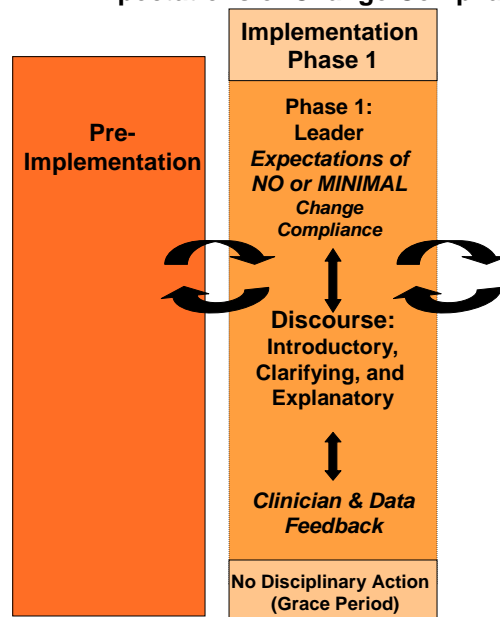 Implementation
Phase 1
Pre-
Implementation
Phase 1:
Leader
Expectations of
NO or MINIMAL
Change
Compliance
Discourse:
Introductory,
Clarifying, and
Explanatory
Clinician & Data
Feedback
No Disciplinary Action
(Grace Period)